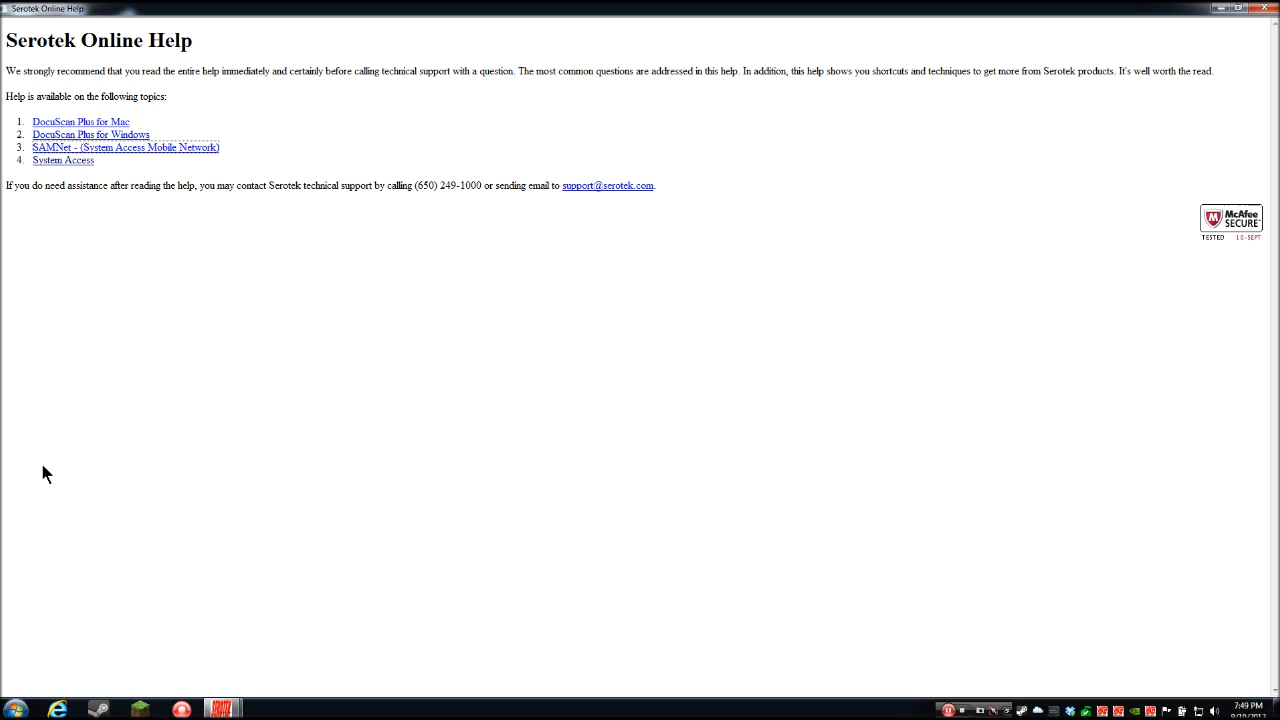 Serotek Online Help
Serotek Online Help
We strongly recommend that you read the entire help immediately and certainly before calling technical support with a question. The most common questions are addressed in this help. In addition, this help shows you shortcuts and techniques to get more from Serotek products. It's well worth the read.
Help is available on the following topics:
1. DocuScan Plus for Mac
2. DocuScan Plus for Windows
3. SAMNet - (System Access Mobile Network)
4. System Access
If you do need assistance after reading the help, you may contact Serotek technical support by calling (650) 249-1000 or sending email to support@serotek.com.
McAfee
SECURE
TESTED 10-SEPT
SEROTEK
7:49 PM